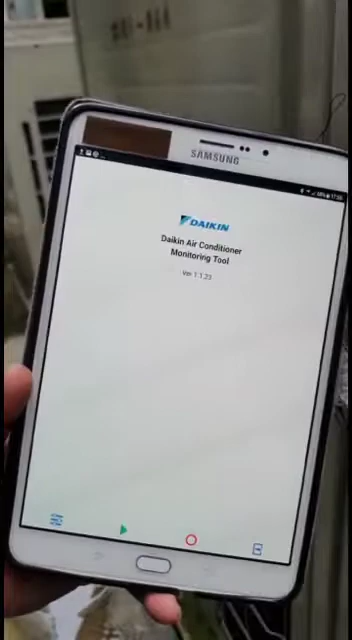 SAMSUNG
DAIKIN
Daikin Air Conditioner
Monitoring Tool
Ver 1.1.23